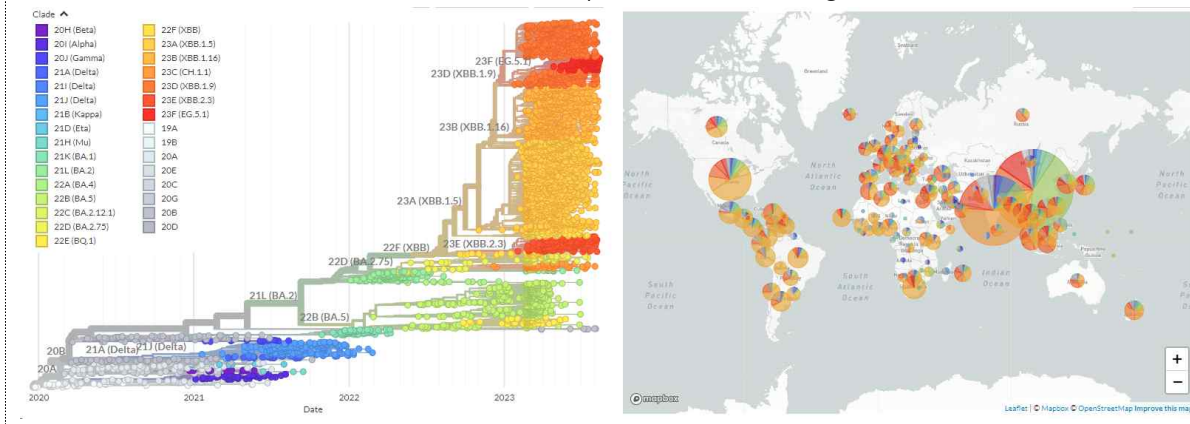 Clade
20H (Beta)
20I (Alpha)
20J (Gamma)
21A (Delta)
21I (Delta)
21J (Delta)
21B (Kappa)
21D (Eta)
21H (Mu)
21K (BA.1)
21L (BA.2)
22A (BA.4)
22B (BA.5)
22C (BA.2.12.1)
22D (BA.2.75)
22E (BQ.1)
22F (XBB)
23A (XBB.1.5)
23B (XBB.1.16)
23C (CH.1.1)
23D (XBB.1.9)
23E (XBB.2.3)
23F (EG.5.1)
19A
19B
20A
20E
20C
20G
20B
20D
23F (EG.5.1)
23D (XBB.1.9)
23B (XBB.1.16)
23A (XBB.1.5)
23E (XBB.2.3)
22F (XBB)
22D (BA.2.75)
21L (BA.2)
22B (BA.5)
21A (Delta)
21J (Delta)
20B
20A
2020
2021
2022
2023
Date
Greenland
Canada
Russia
Kazakhstan
North
Atlantic
Ocean
North
Pacific
Ocean
South
Pacific
Ocean
South
Atlantic
Ocean
Indian
Ocean
+
−
mapbox
Leaflet | © Mapbox © OpenStreetMap Improve this map